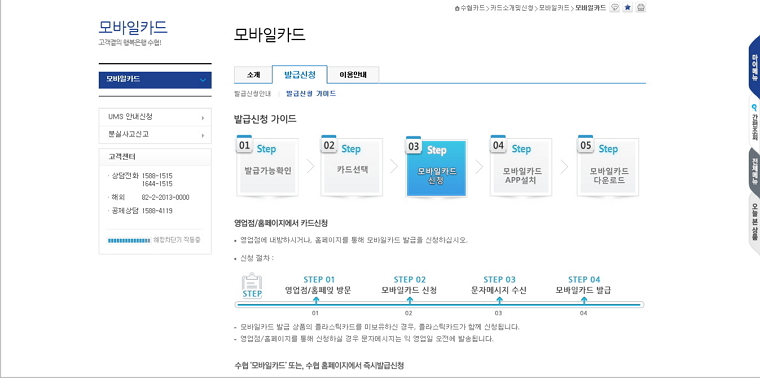 수협카드 > 카드소개및신청 > 모바일카드 > 모바일카드
모바일카드
고객곁의 행복은행 수협!
모바일카드
UMS 안내신청
분실사고신고
고객센터
· 상담전화 1588-1515
1644-1515
· 해외 82-2-2013-0000
· 공제상담 1588-4119
해킹차단기 작동중
모바일카드
소개 발급신청 이용안내
발급신청안내 발급신청 가이드
발급신청 가이드
01 Step
발급가능확인
02 Step
카드선택
03 Step
모바일카드
신청
04 Step
모바일카드
APP설치
05 Step
모바일카드
다운로드
영업점/홈페이지에서 카드신청
• 영업점에 내방하시거나, 홈페이지를 통해 모바일카드 발급을 신청하십시오.
• 신청 절차 :
STEP
STEP 01
영업점/홈페잊 방문
01
STEP 02
모바일카드 신청
02
STEP 03
문자메시지 수신
03
STEP 04
모바일카드 발급
04
- 모바일카드 발급 상품의 플라스틱카드를 미보유하신 경우, 플라스틱카드가 함께 신청됩니다.
- 영업점/홈페이지를 통해 신청하실 경우 문자메시지는 익 영업일 오전에 발송됩니다.
수협 '모바일카드' 또는, 수협 홈페이지에서 즉시발급신청
마이메뉴
간편조회
전체메뉴
오늘본상품